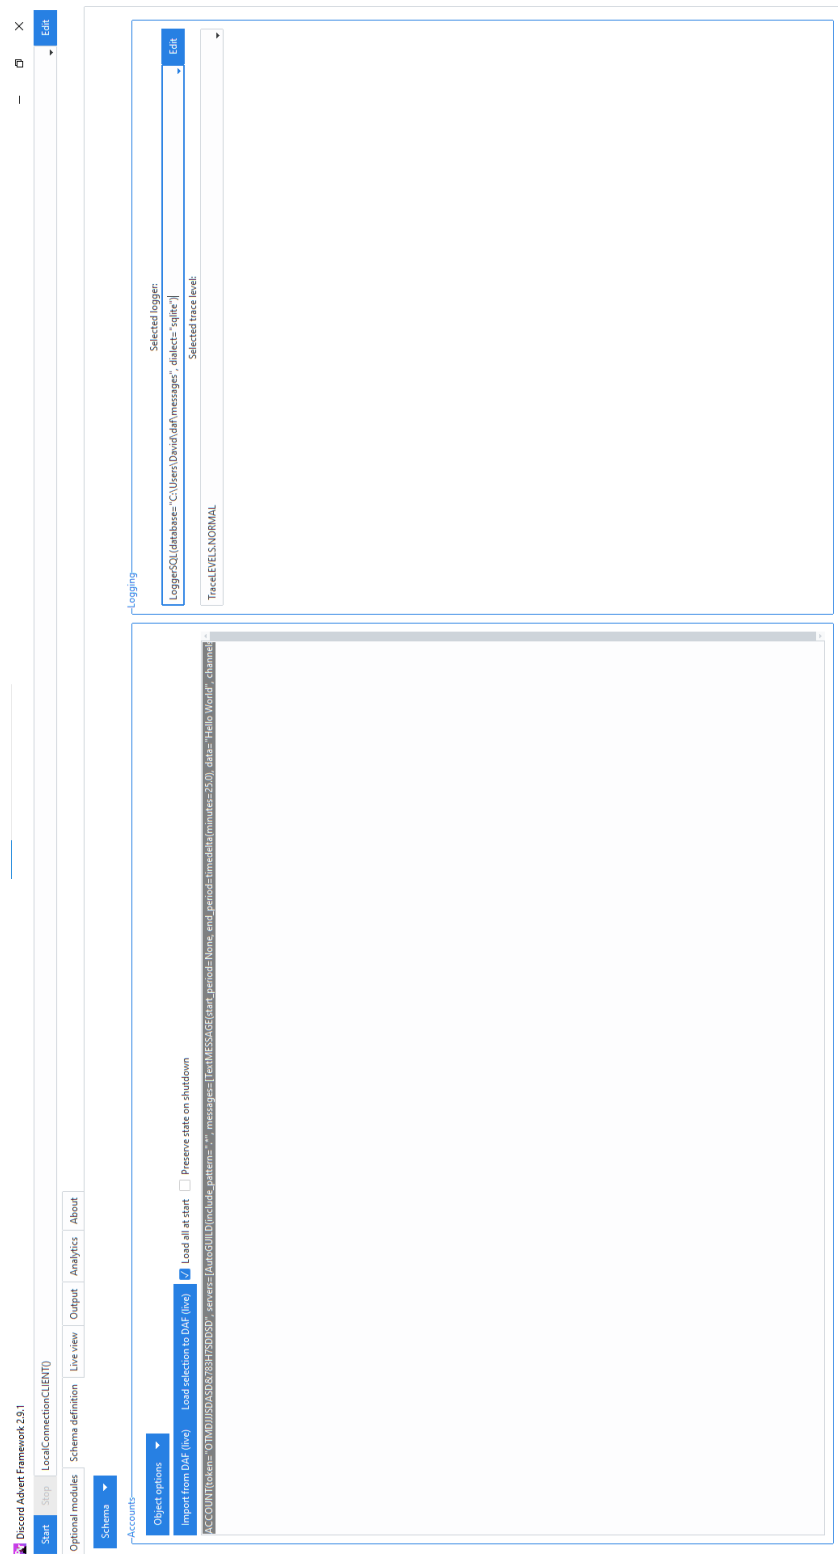 Discord Advert Framework 2.9.1
Start Stop LocalConnectionCLIENT() Edit
Optional modules Schema definition Live view Output Analytics About
Schema
Accounts
Object options
Import from DAF (live) Load selection to DAF (live) Load all at start Preserve state on shutdown
ACCOUNT(token="OTMDJJJSDASD&783H7SDDSD", servers=[AutoGUILD(include_pattern=".*", messages=[TextMESSAGE(start_period=None, end_period=timedelta(minutes=25.0), data="Hello World", channels
Logging
Selected logger:
LoggerSQL(database="C:\Users\David\daf\messages", dialect="sqlite") Edit
Selected trace level:
TraceLEVELS.NORMAL